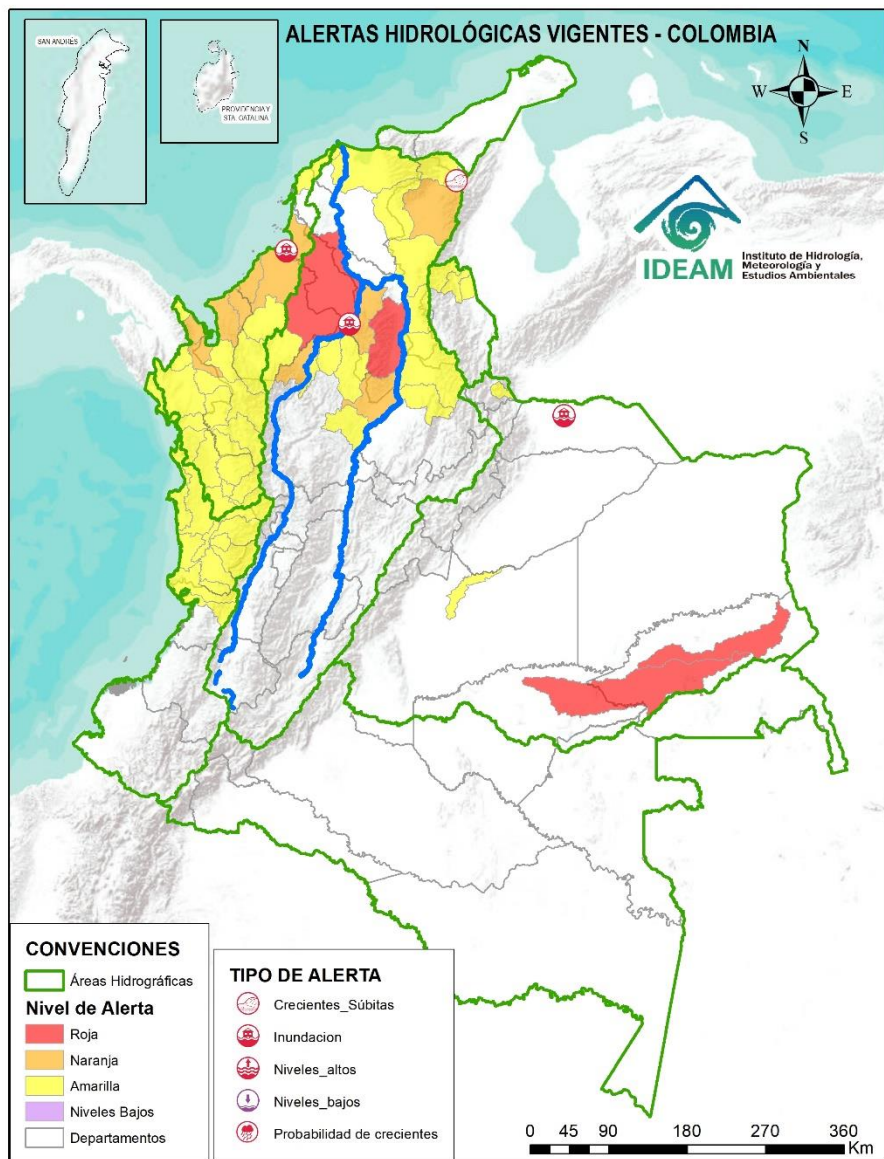 ALERTAS HIDROLÓGICAS VIGENTES - COLOMBIA
SAN ANDRÉS
PROVIDENCIA Y
STA. CATALINA
N
W
E
S
IDEAM
Instituto de Hidrología,
Meteorología y
Estudios Ambientales
CONVENCIONES
Áreas Hidrográficas
Nivel de Alerta
Roja
Naranja
Amarilla
Niveles Bajos
Departamentos
TIPO DE ALERTA
Crecientes_Súbitas
Inundacion
Niveles_altos
Niveles_bajos
Probabilidad de crecientes
0 45 90 180 270 360
Km